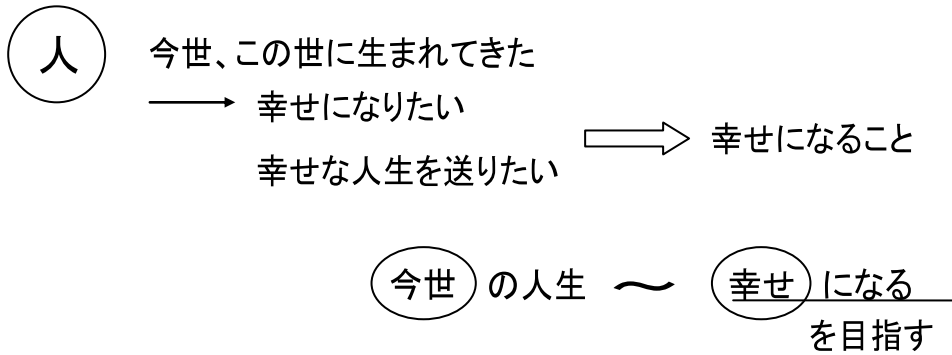 人 今世、この世に生まれてきた
幸せになりたい
幸せな人生を送りたい
幸せになること
今世の人生 〜 幸せになる
を目指す